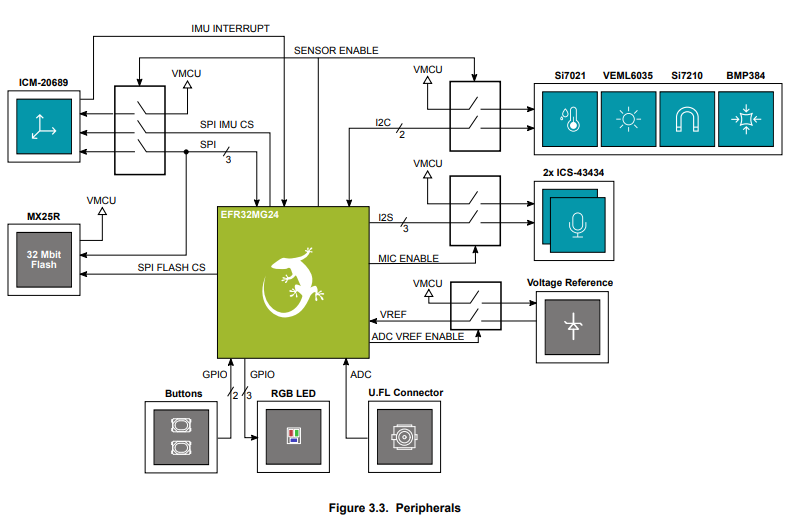 IMU INTERRUPT
SENSOR ENABLE
ICM-20689
VMCU
VMCU
Si7021
VEML6035
Si7210
BMP384
SPI IMU CS
SPI
3
I2C
2
VMCU
2x ICS-43434
MX25R
VMCU
EFR32MG24
I2S
3
32 Mbit
Flash
SPI FLASH CS
MIC ENABLE
VMCU
Voltage Reference
VREF
ADC VREF ENABLE
GPIO
2
GPIO
3
ADC
Buttons
RGB LED
U.FL Connector
Figure 3.3. Peripherals